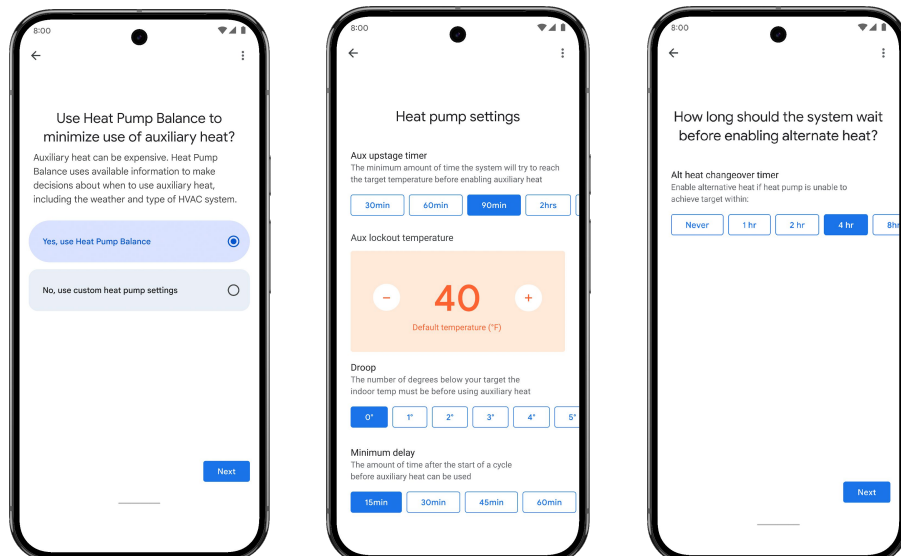 8:00
Use Heat Pump Balance to
minimize use of auxiliary heat?
Auxiliary heat can be expensive. Heat Pump
Balance uses available information to make
decisions about when to use auxiliary heat,
including the weather and type of HVAC system.
Yes, use Heat Pump Balance
No, use custom heat pump settings
Next
8:00
Heat pump settings
Aux upstage timer
The minimum amount of time the system will try to reach
the target temperature before enabling auxiliary heat
30min 60min 90min 2hrs
Aux lockout temperature
− 40 +
Default temperature (°F)
Droop
The number of degrees below your target the
indoor temp must be before using auxiliary heat
0° 1° 2° 3° 4° 5°
Minimum delay
The amount of time after the start of a cycle
before auxiliary heat can be used
15min 30min 45min 60min
8:00
How long should the system wait
before enabling alternate heat?
Alt heat changeover timer
Enable alternative heat if heat pump is unable to
achieve target within:
Never 1 hr 2 hr 4 hr 8hr
Next